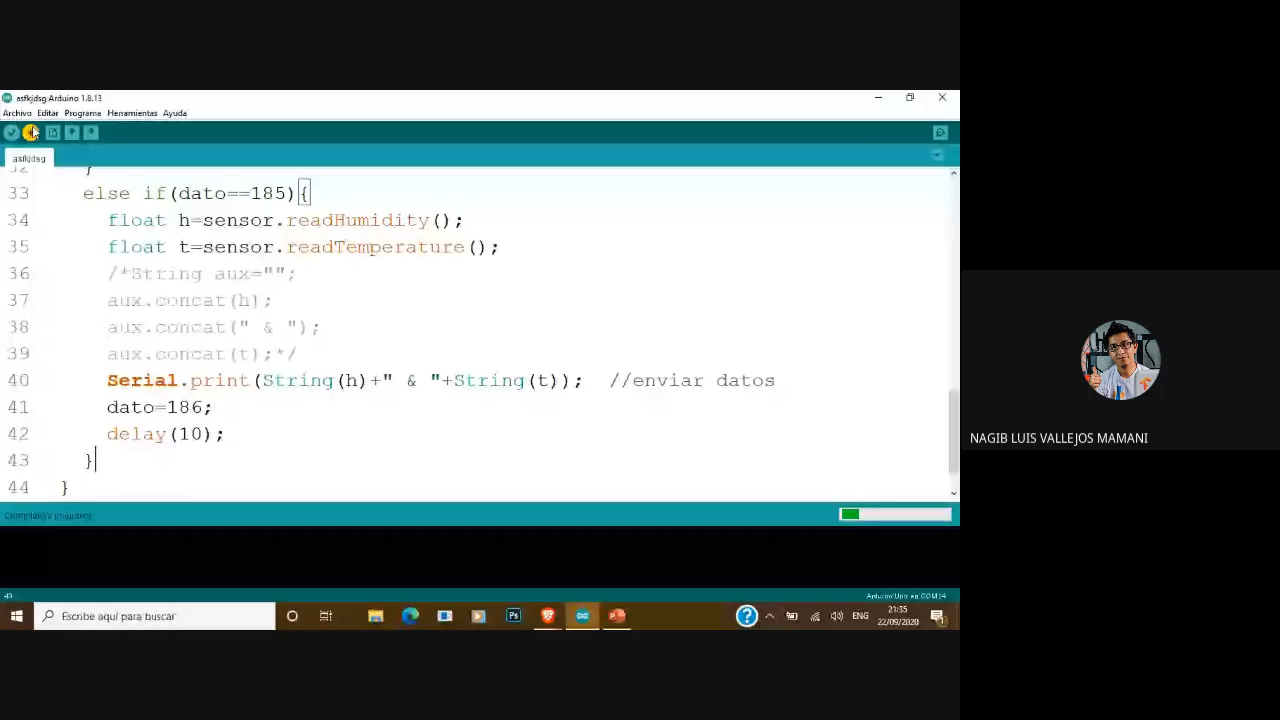 asfkjdsg Arduino 1.8.13
Archivo Editar Programa Herramientas Ayuda
asfkjdsg
32 }
33 else if(dato==185){
34 float h=sensor.readHumidity();
35 float t=sensor.readTemperature();
36 /*String aux="";
37 aux.concat(h);
38 aux.concat(" & ");
39 aux.concat(t);*/
40 Serial.print(String(h)+" & "+String(t)); //enviar datos
41 dato=186;
42 delay(10);
43 }
44 }
Compilando programa
43
Arduino Uno en COM14
Escribe aquí para buscar
Ps
ENG
21:35
22/09/2020
NAGIB LUIS VALLEJOS MAMANI